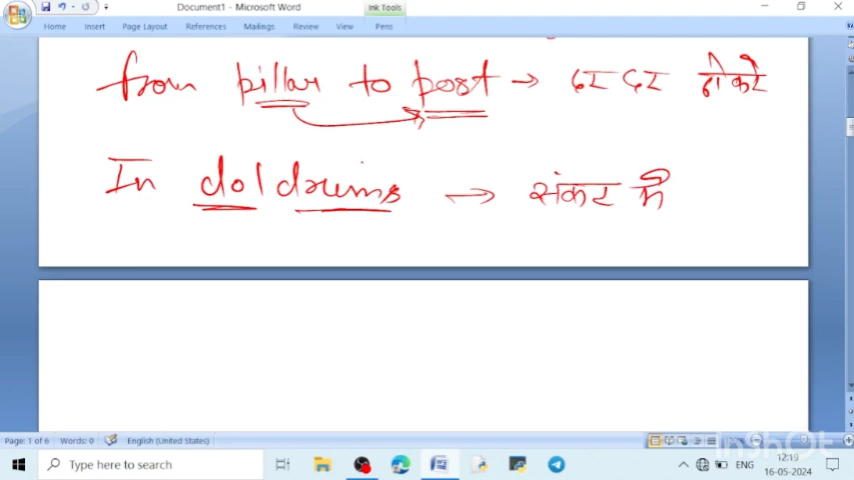 Document1 - Microsoft Word
Ink Tools
Home Insert Page Layout References Mailings Review View Pens
from pillar to post → दर दर
In doldrums → संकट में
Page: 1 of 6 Words: 0 English (United States)
InShOt
Type here to search
ENG
12:19
16-05-2024